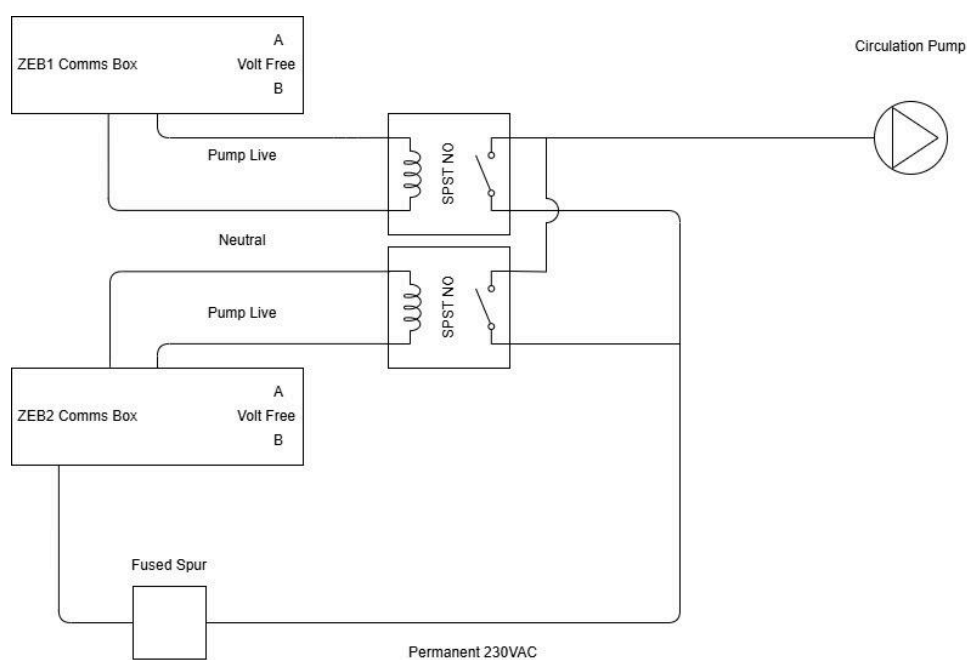 A
ZEB1 Comms Box
Volt Free
B
Circulation Pump
Pump Live
SPST NO
Neutral
SPST NO
Pump Live
A
ZEB2 Comms Box
Volt Free
B
Fused Spur
Permanent 230VAC